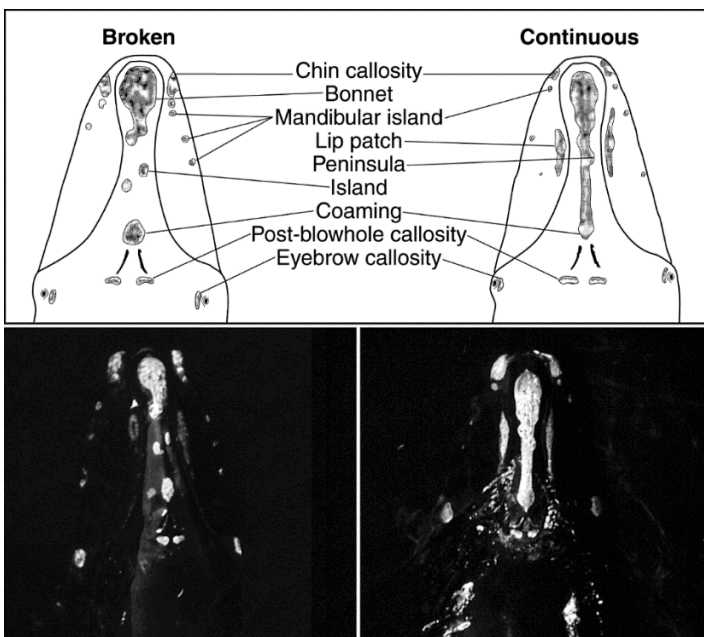 Broken
Continuous
Chin callosity
Bonnet
Mandibular island
Lip patch
Peninsula
Island
Coaming
Post-blowhole callosity
Eyebrow callosity